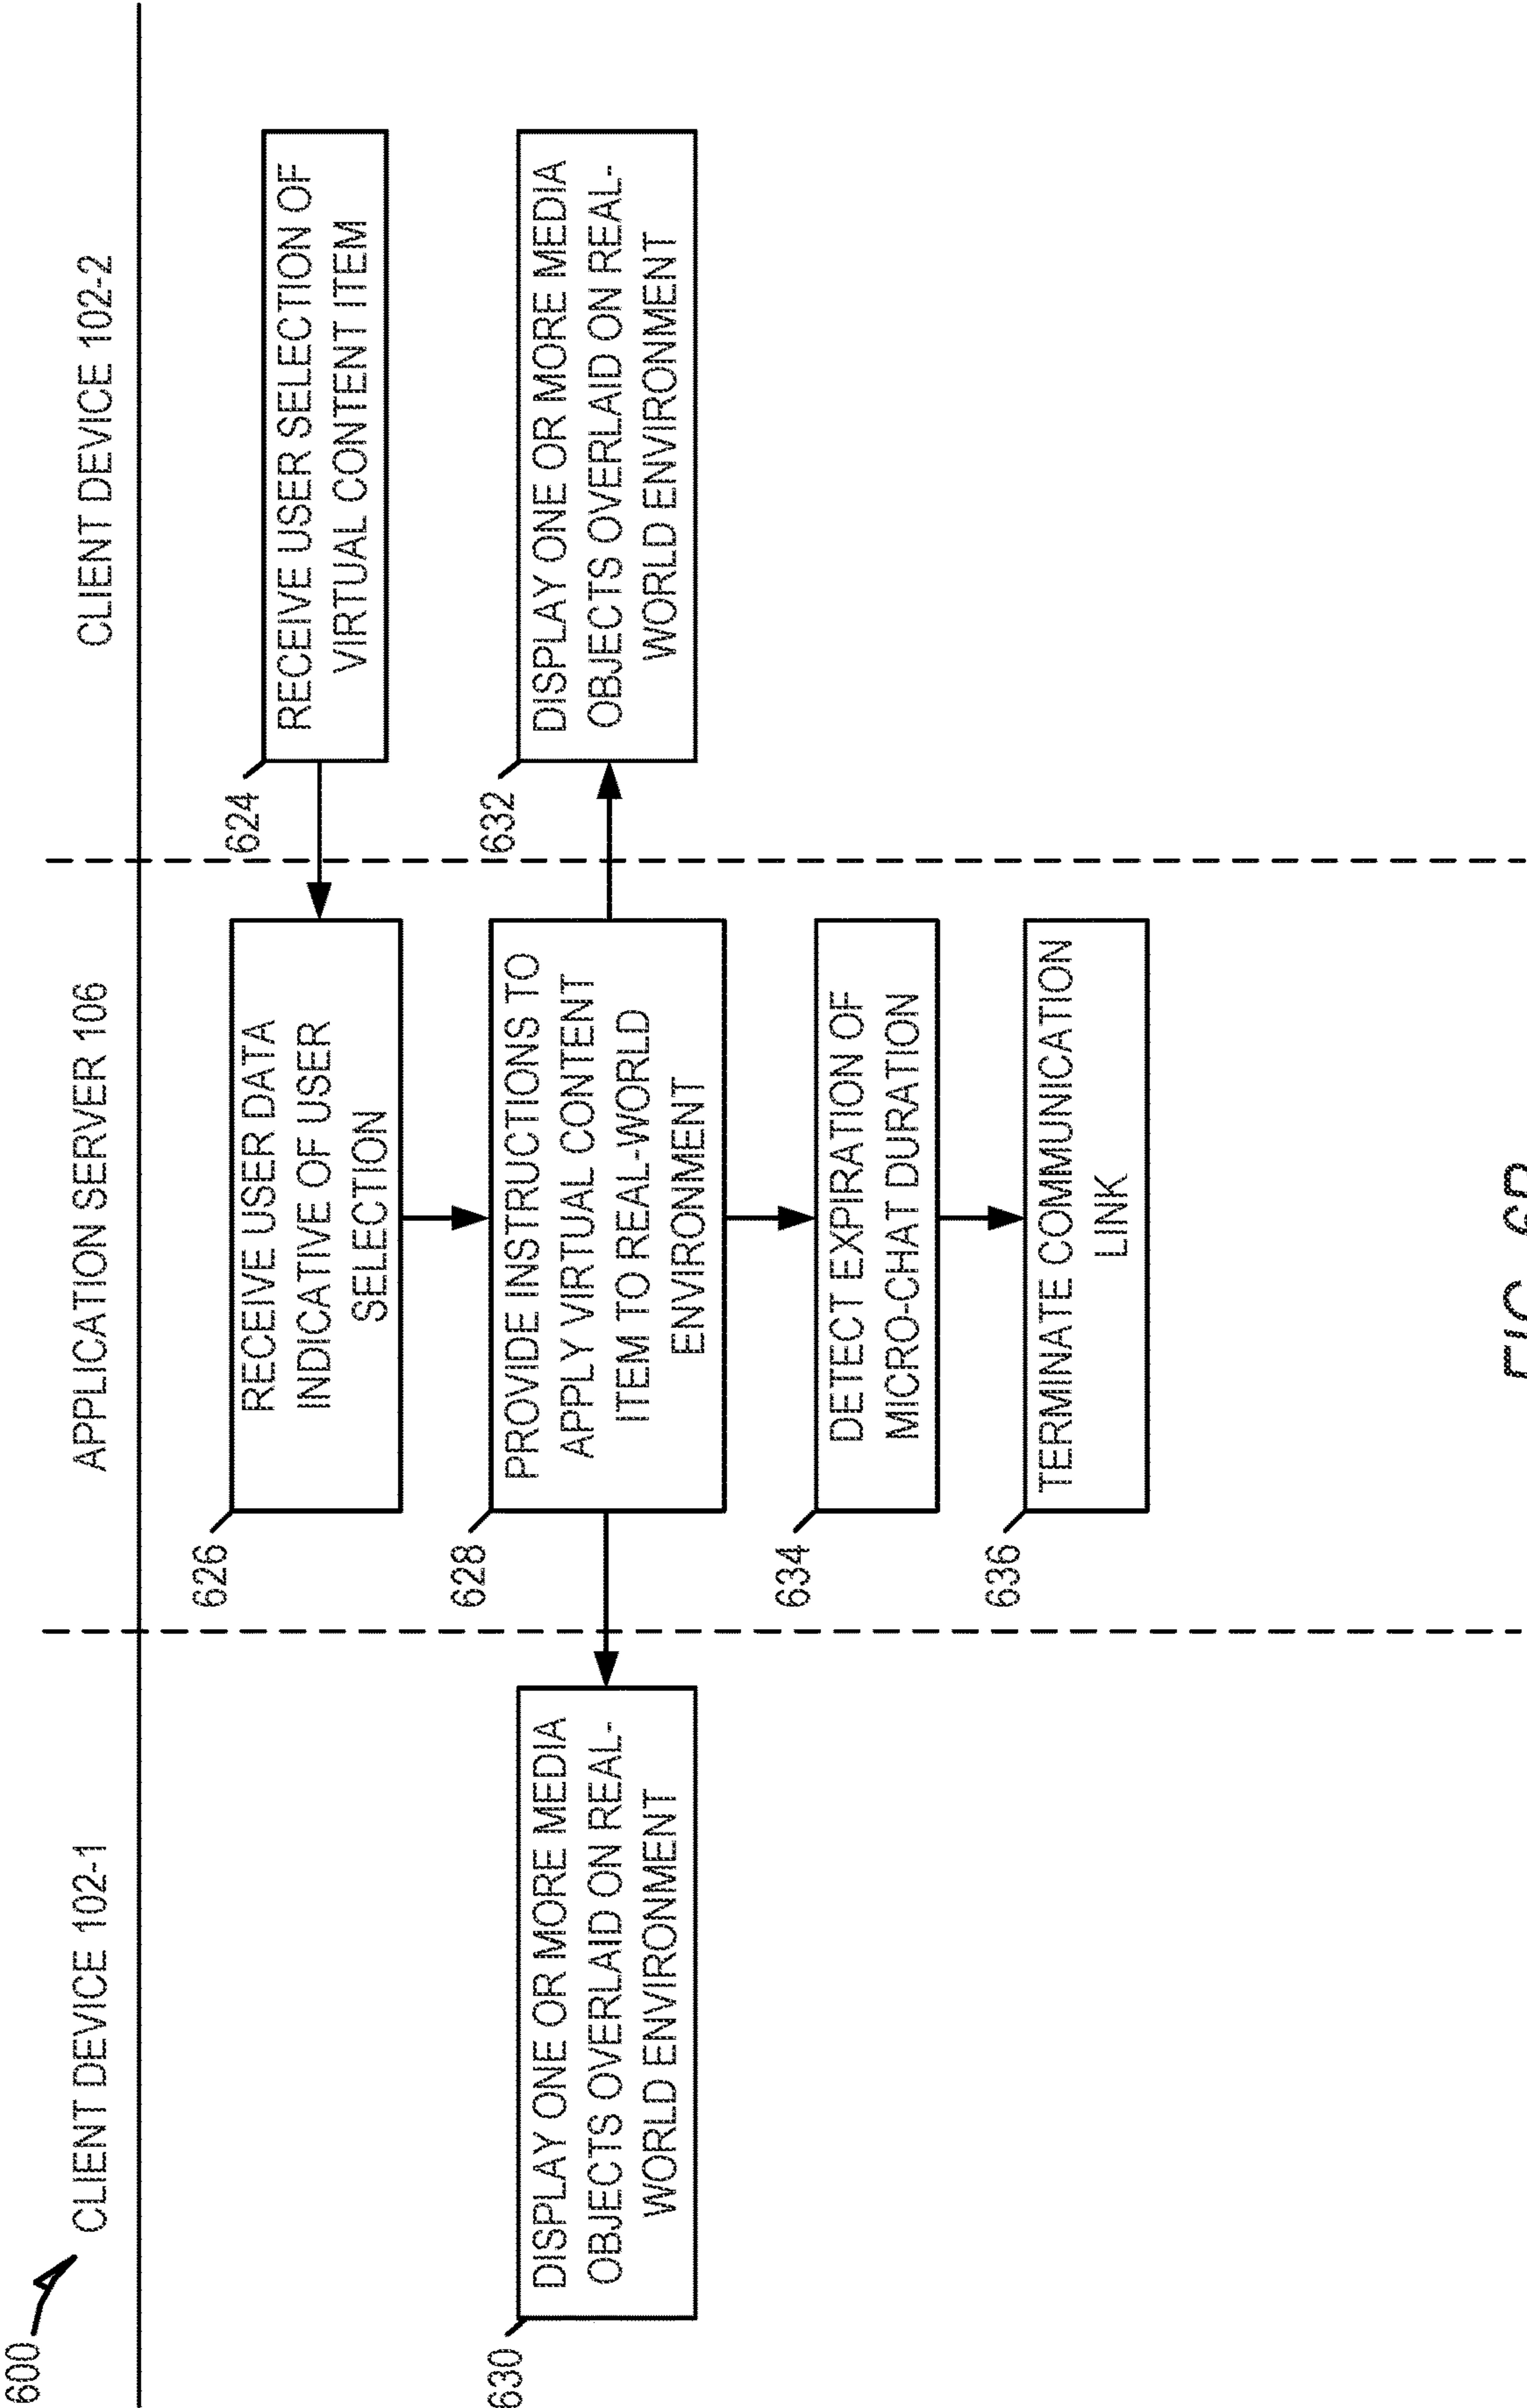 600
CLIENT DEVICE 102-1
APPLICATION SERVER 106
CLIENT DEVICE 102-2
624
RECEIVE USER SELECTION OF
VIRTUAL CONTENT ITEM
626
RECEIVE USER DATA
INDICATIVE OF USER
SELECTION
628
PROVIDE INSTRUCTIONS TO
APPLY VIRTUAL CONTENT
ITEM TO REAL-WORLD
ENVIRONMENT
630
DISPLAY ONE OR MORE MEDIA
OBJECTS OVERLAID ON REAL-
WORLD ENVIRONMENT
632
DISPLAY ONE OR MORE MEDIA
OBJECTS OVERLAID ON REAL-
WORLD ENVIRONMENT
634
DETECT EXPIRATION OF
MICRO-CHAT DURATION
636
TERMINATE COMMUNICATION
LINK
FIG.